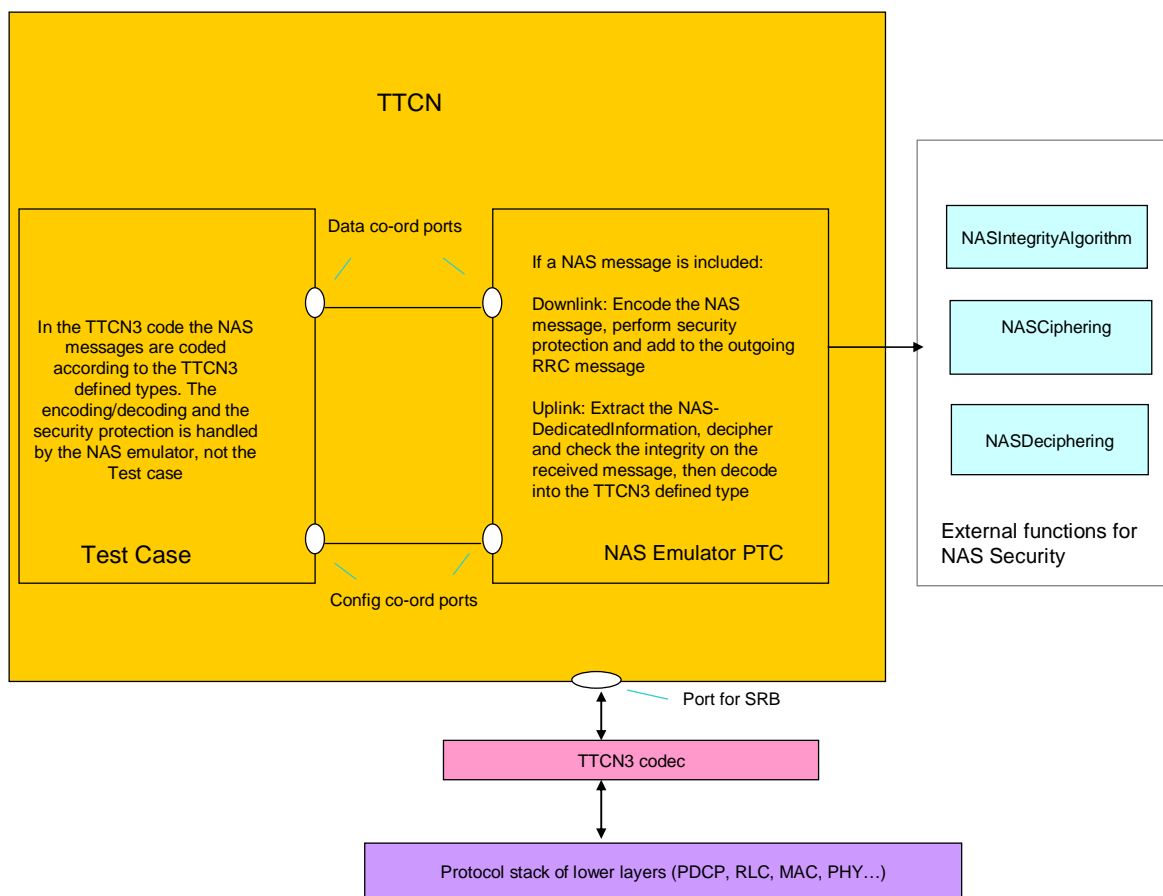 TTCN
Data co-ord ports
In the TTCN3 code the NAS
messages are coded
according to the TTCN3
defined types. The
encoding/decoding and the
security protection is handled
by the NAS emulator, not the
Test case
Test Case
If a NAS message is included:
Downlink: Encode the NAS
message, perform security
protection and add to the outgoing
RRC message
Uplink: Extract the NAS-
DedicatedInformation, decipher
and check the integrity on the
received message, then decode
into the TTCN3 defined type
NAS Emulator PTC
Config co-ord ports
NASIntegrityAlgorithm
NASCiphering
NASDeciphering
External functions for
NAS Security
Port for SRB
TTCN3 codec
Protocol stack of lower layers (PDCP, RLC, MAC, PHY…)